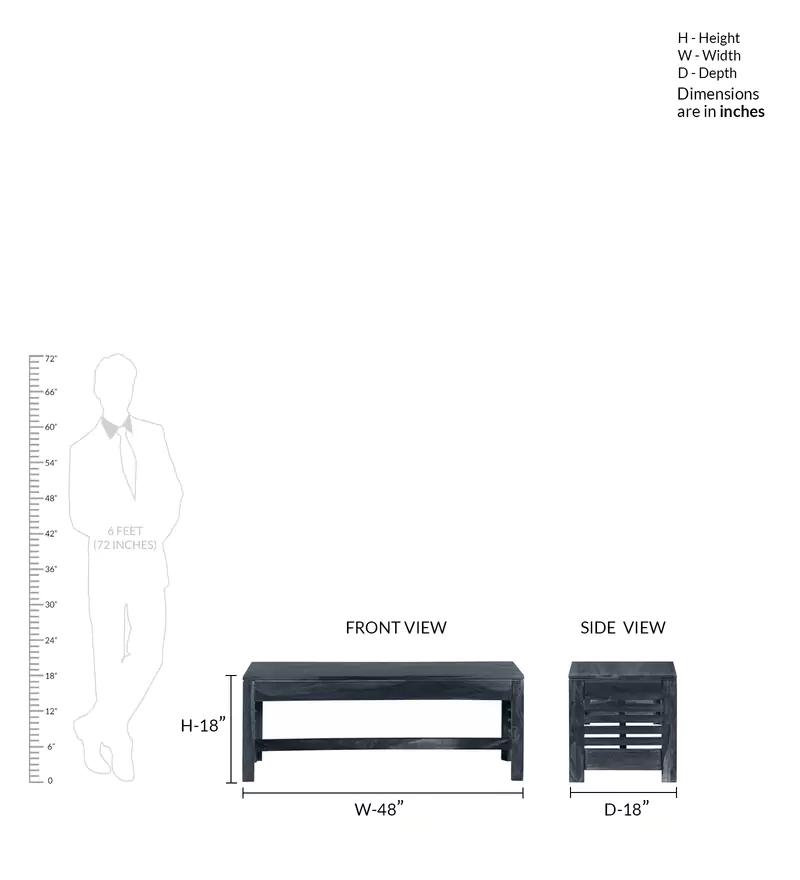 H - Height
W - Width
D - Depth
Dimensions
are in inches
72"
66"
60"
54"
48"
42"
36"
30"
24"
18"
12"
6"
0
6 FEET
(72 INCHES)
FRONT VIEW
SIDE VIEW
H-18”
W-48”
D-18”